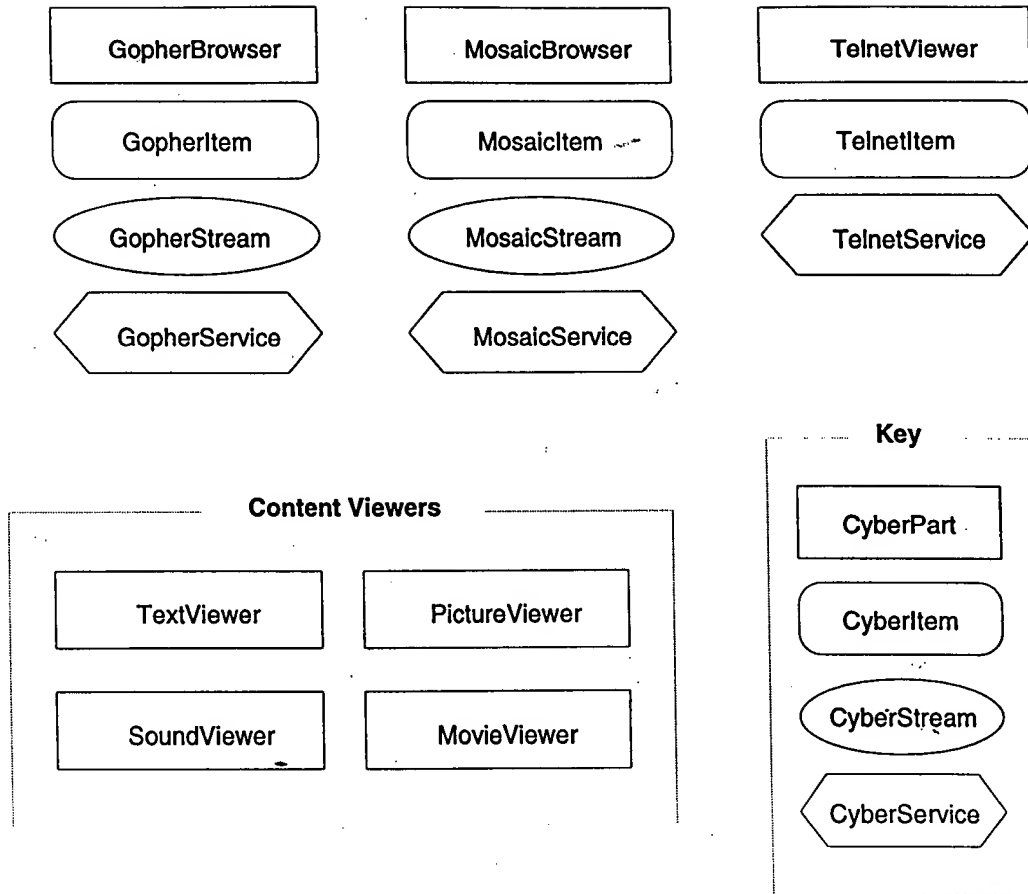 GopherBrowser
MosaicBrowser
TelnetViewer
GopherItem
MosaicItem
TelnetItem
GopherStream
MosaicStream
TelnetService
GopherService
MosaicService
Key
Content Viewers
CyberPart
TextViewer
PictureViewer
CyberItem
SoundViewer
MovieViewer
CyberStream
CyberService